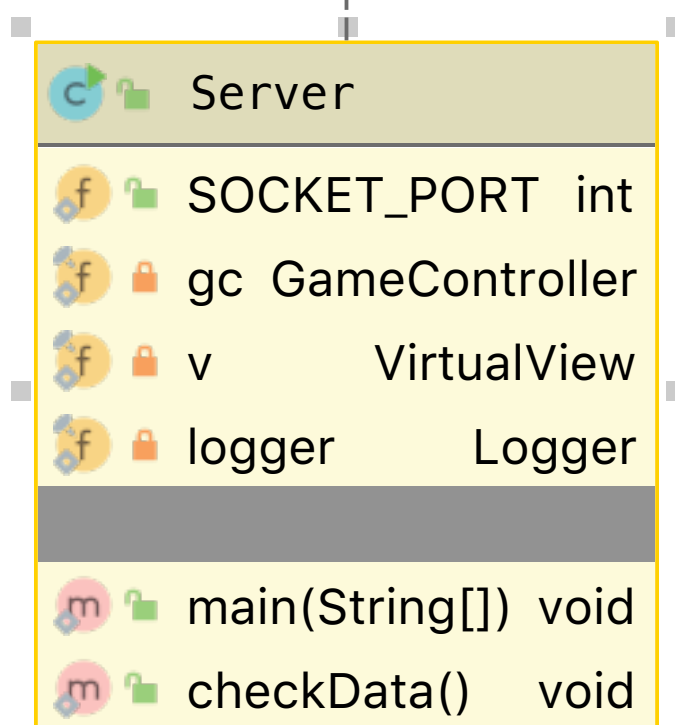 Server
SOCKET_PORT int
gc GameController
v VirtualView
logger Logger
main(String[]) void
checkData() void